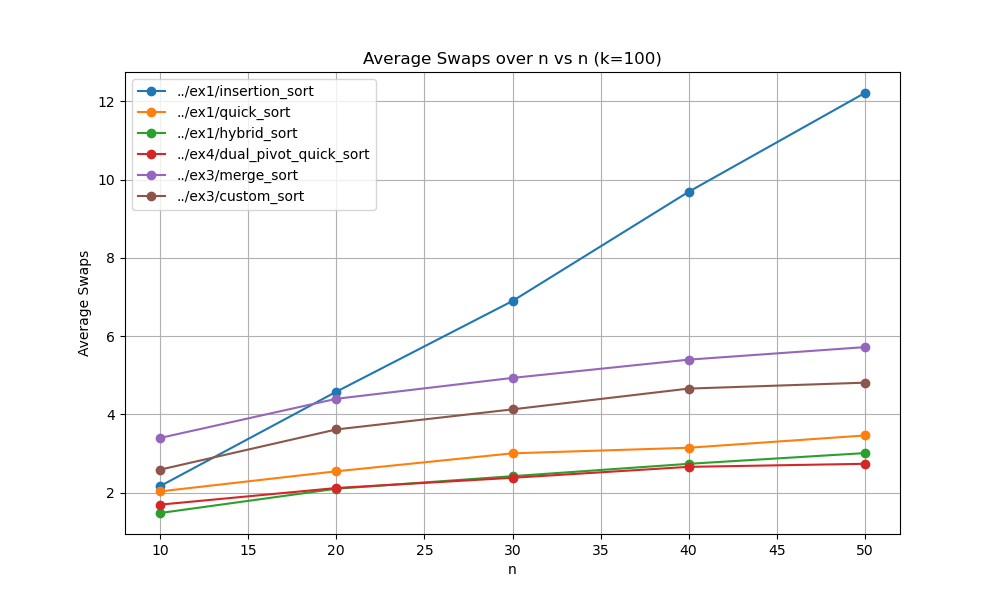 Average Swaps over n vs n (k=100)
../ex1/insertion_sort
../ex1/quick_sort
../ex1/hybrid_sort
../ex4/dual_pivot_quick_sort
../ex3/merge_sort
../ex3/custom_sort
12
10
8
6
4
2
Average Swaps
10 15 20 25 30 35 40 45 50
n